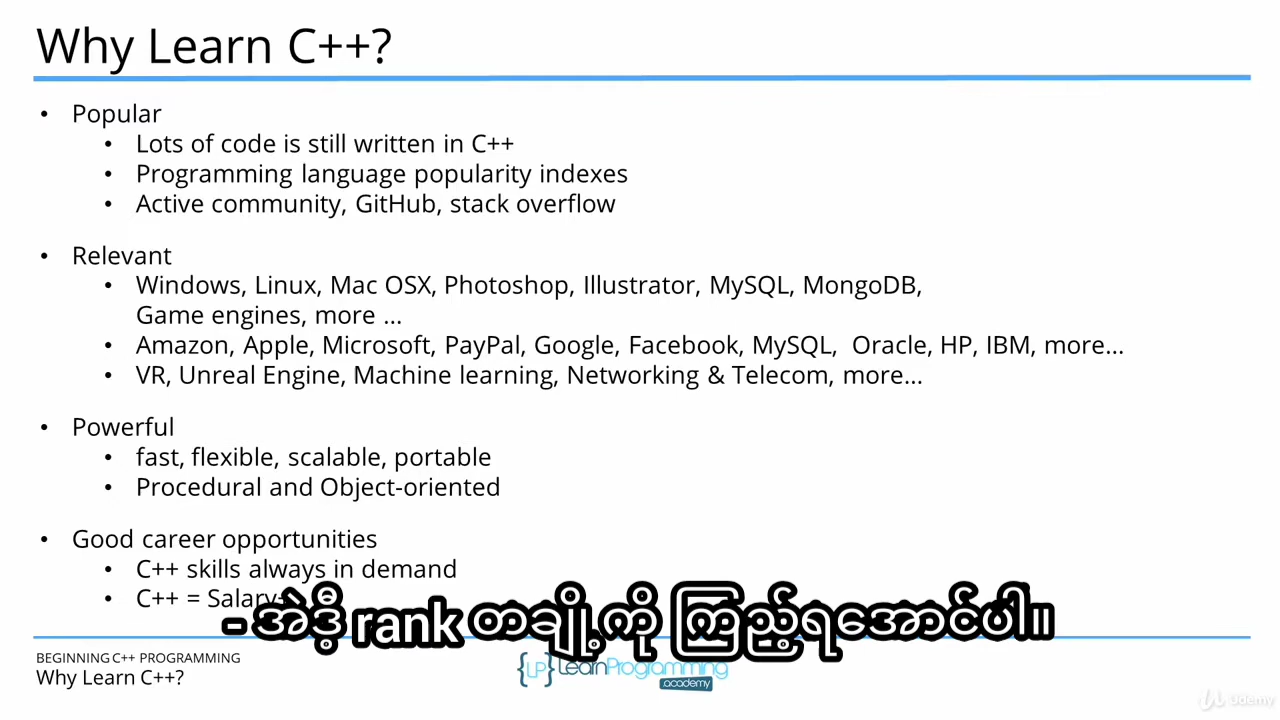 Why Learn C++?
• Popular
• Lots of code is still written in C++
• Programming language popularity indexes
• Active community, GitHub, stack overflow
• Relevant
• Windows, Linux, Mac OSX, Photoshop, Illustrator, MySQL, MongoDB,
Game engines, more ...
• Amazon, Apple, Microsoft, PayPal, Google, Facebook, MySQL, Oracle, HP, IBM, more...
• VR, Unreal Engine, Machine learning, Networking & Telecom, more...
• Powerful
• fast, flexible, scalable, portable
• Procedural and Object-oriented
• Good career opportunities
• C++ skills always in demand
• C++ = Salary
- အဲဒီ့ rank တချို့ကို ကြည့်ရအောင်ပါ။
BEGINNING C++ PROGRAMMING
Why Learn C++?
{LP} LearnProgramming
academy
Udemy